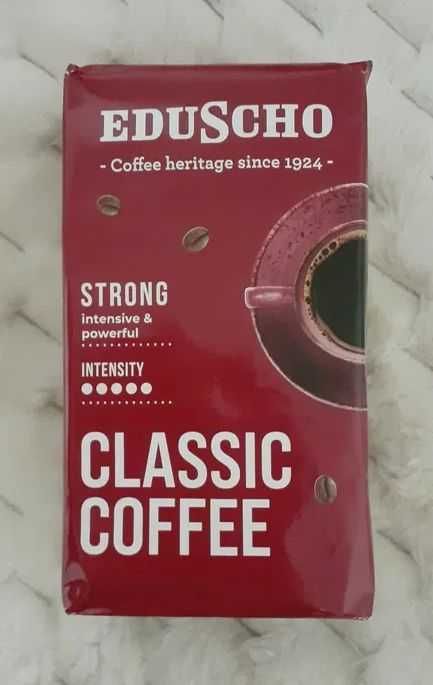 EDUSCHO
- Coffee heritage since 1924 -
STRONG
intensive &
powerful
INTENSITY
CLASSIC
COFFEE